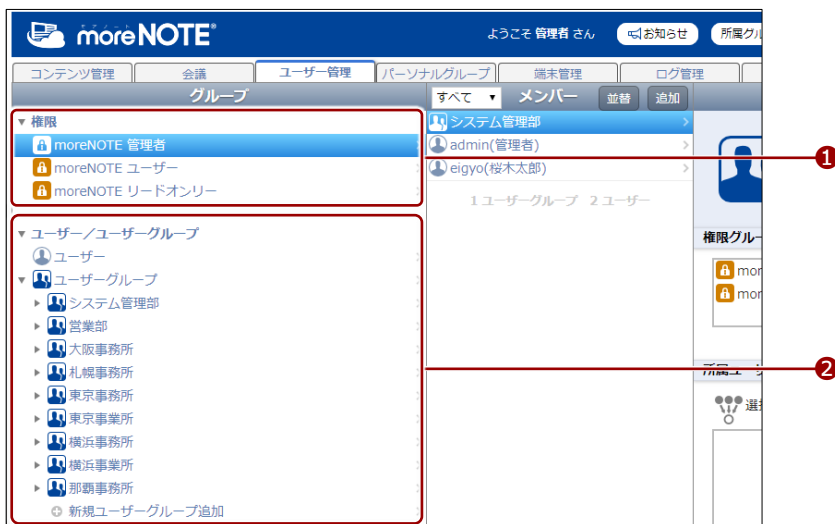 moreNOTE®
ようこそ 管理者 さん
お知らせ
所属グル
コンテンツ管理
会議
ユーザー管理
パーソナルグループ
端末管理
ログ管理
グループ
すべて ▼
メンバー
並替
追加
▼ 権限
moreNOTE 管理者
moreNOTE ユーザー
moreNOTE リードオンリー
▼ ユーザー／ユーザーグループ
ユーザー
▼ ユーザーグループ
システム管理部
営業部
大阪事務所
札幌事務所
東京事務所
東京事業所
横浜事務所
横浜事業所
那覇事務所
新規ユーザーグループ追加
システム管理部
admin(管理者)
eigyo(桜木太郎)
1 ユーザーグループ 2 ユーザー
権限グルー
mor
mor
選
1
2